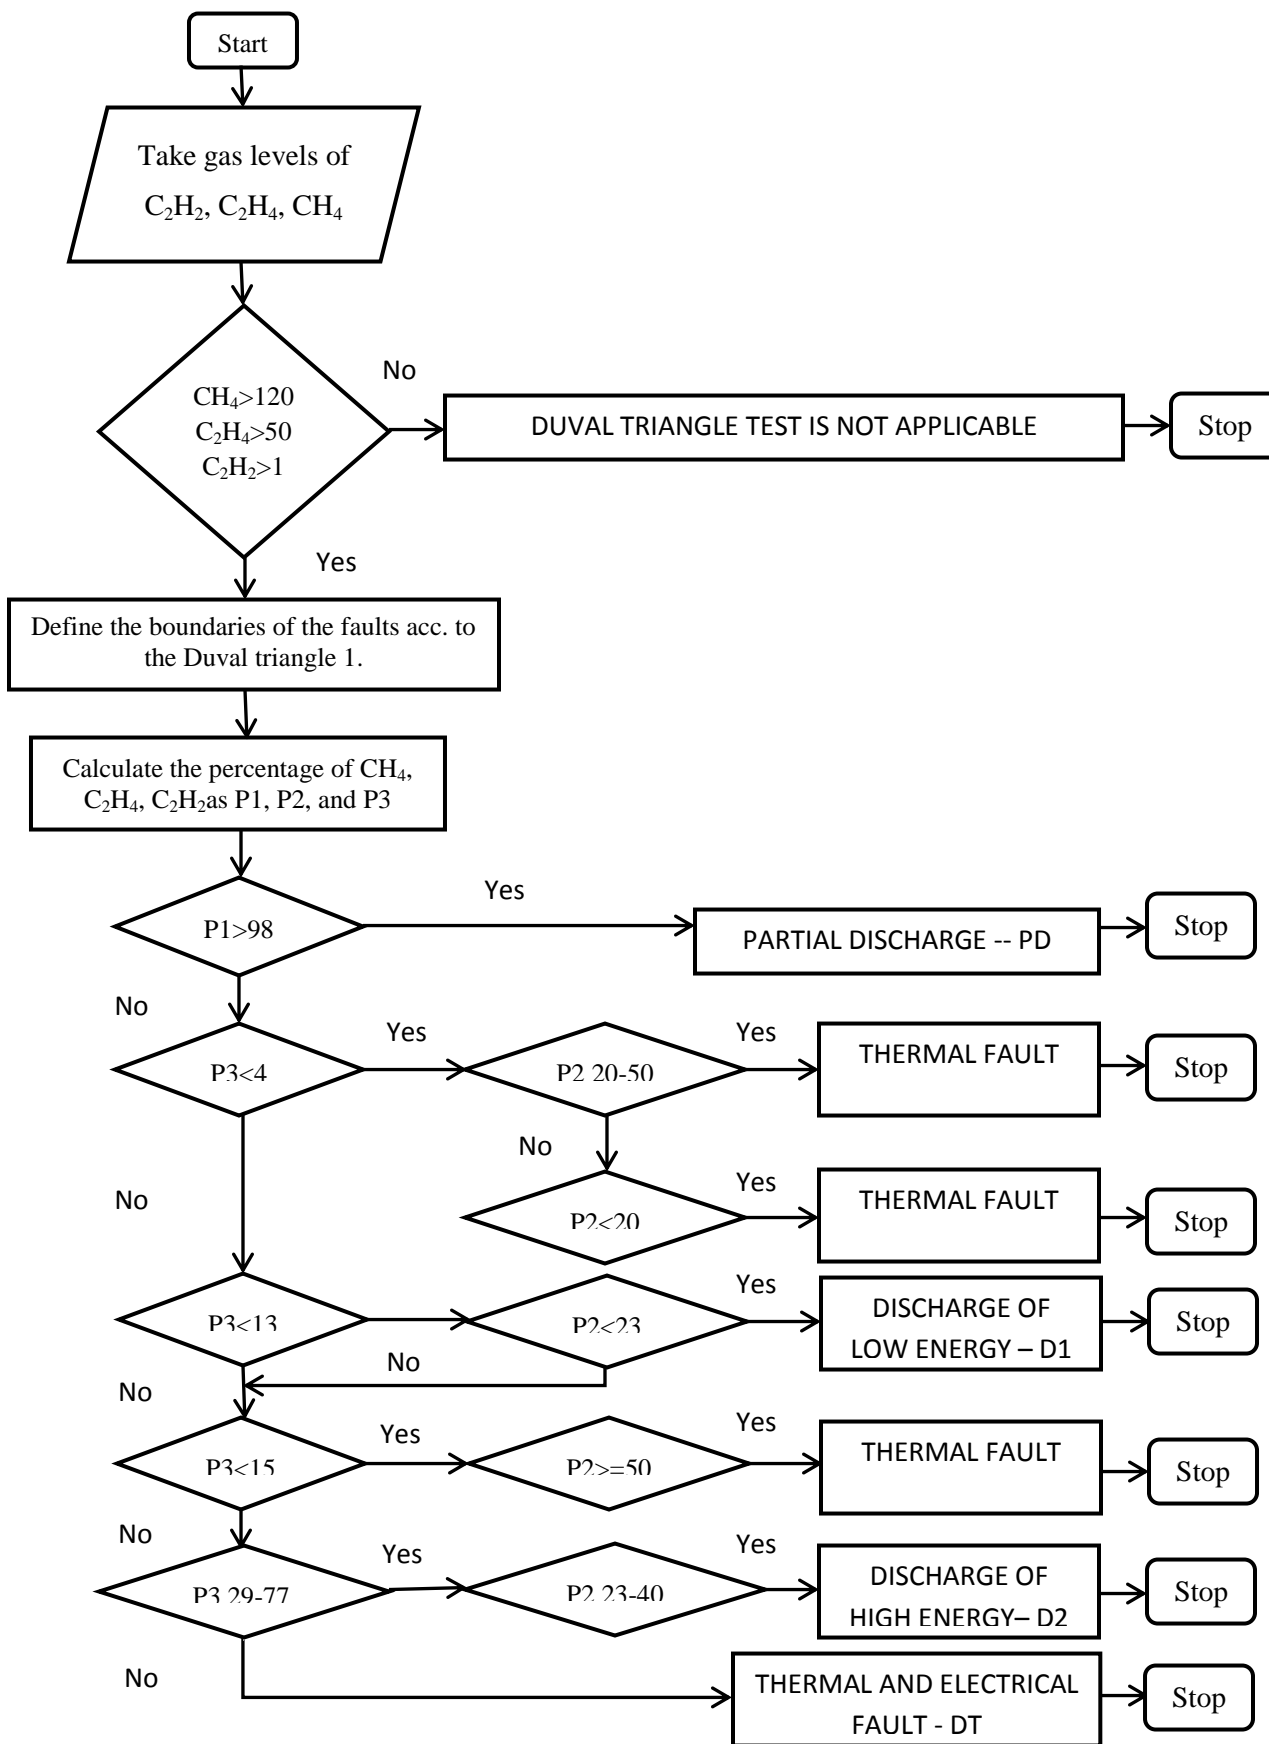 Start
Take gas levels of
C₂H₂, C₂H₄, CH₄
CH₄>120
C₂H₄>50
C₂H₂>1
No
DUVAL TRIANGLE TEST IS NOT APPLICABLE
Stop
Yes
Define the boundaries of the faults acc. to
the Duval triangle 1.
Calculate the percentage of CH₄,
C₂H₄, C₂H₂as P1, P2, and P3
P1>98
Yes
PARTIAL DISCHARGE -- PD
Stop
No
P3<4
Yes
P2 20-50
Yes
THERMAL FAULT
Stop
No
No
P2<20
Yes
THERMAL FAULT
Stop
P3<13
P2<23
Yes
DISCHARGE OF
LOW ENERGY – D1
Stop
No
No
P3<15
Yes
P2>=50
Yes
THERMAL FAULT
Stop
No
P3 29-77
Yes
P2 23-40
Yes
DISCHARGE OF
HIGH ENERGY– D2
Stop
No
THERMAL AND ELECTRICAL
FAULT - DT
Stop